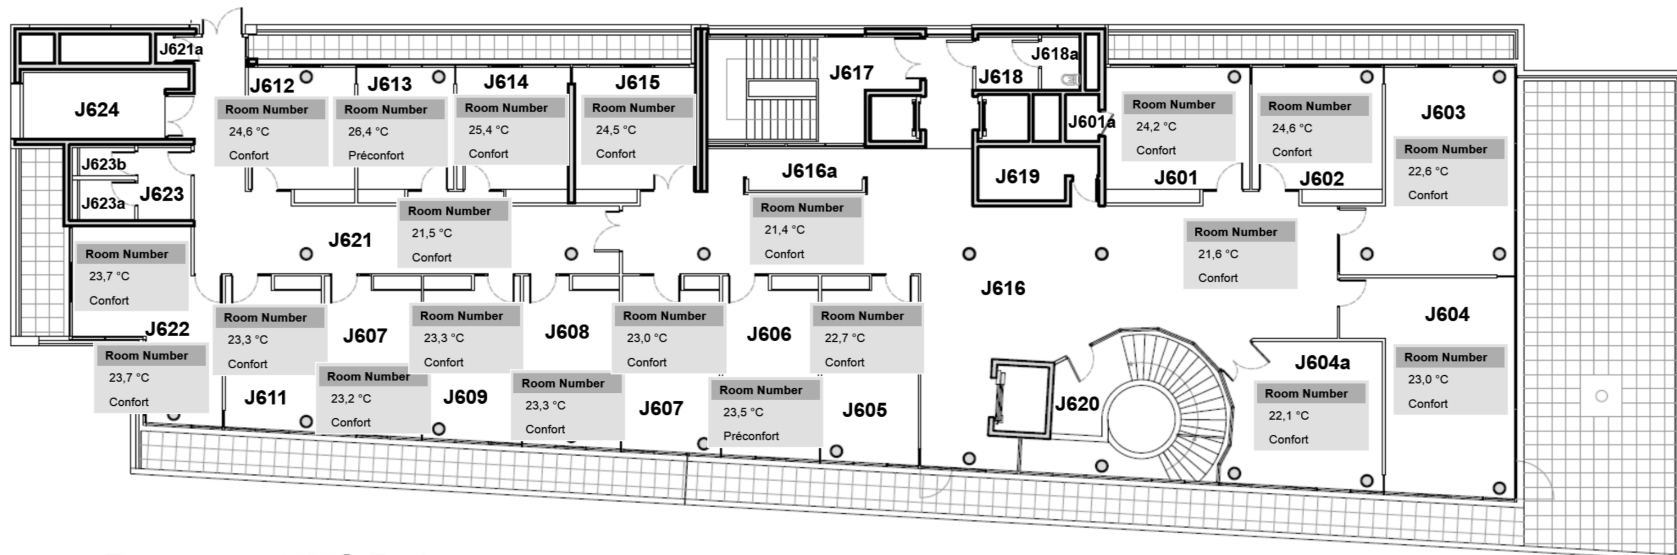 J621a
J612
J613
J614
J615
J617
J618
J618a
J624
Room Number
24,6 °C
Confort
Room Number
26,4 °C
Préconfort
Room Number
25,4 °C
Confort
Room Number
24,5 °C
Confort
J601a
Room Number
24,2 °C
Confort
Room Number
24,6 °C
Confort
J603
Room Number
22,6 °C
Confort
J623b
J623
J623a
J616a
J619
J601
J602
J621
Room Number
21,5 °C
Confort
Room Number
21,4 °C
Confort
Room Number
21,6 °C
Confort
Room Number
23,7 °C
Confort
J616
J622
Room Number
23,3 °C
Confort
J607
Room Number
23,3 °C
Confort
J608
Room Number
23,0 °C
Confort
J606
Room Number
22,7 °C
Confort
J604
Room Number
23,7 °C
Confort
J611
Room Number
23,2 °C
Confort
J609
Room Number
23,3 °C
Confort
J607
Room Number
23,5 °C
Préconfort
J605
J620
J604a
Room Number
22,1 °C
Confort
Room Number
23,0 °C
Confort